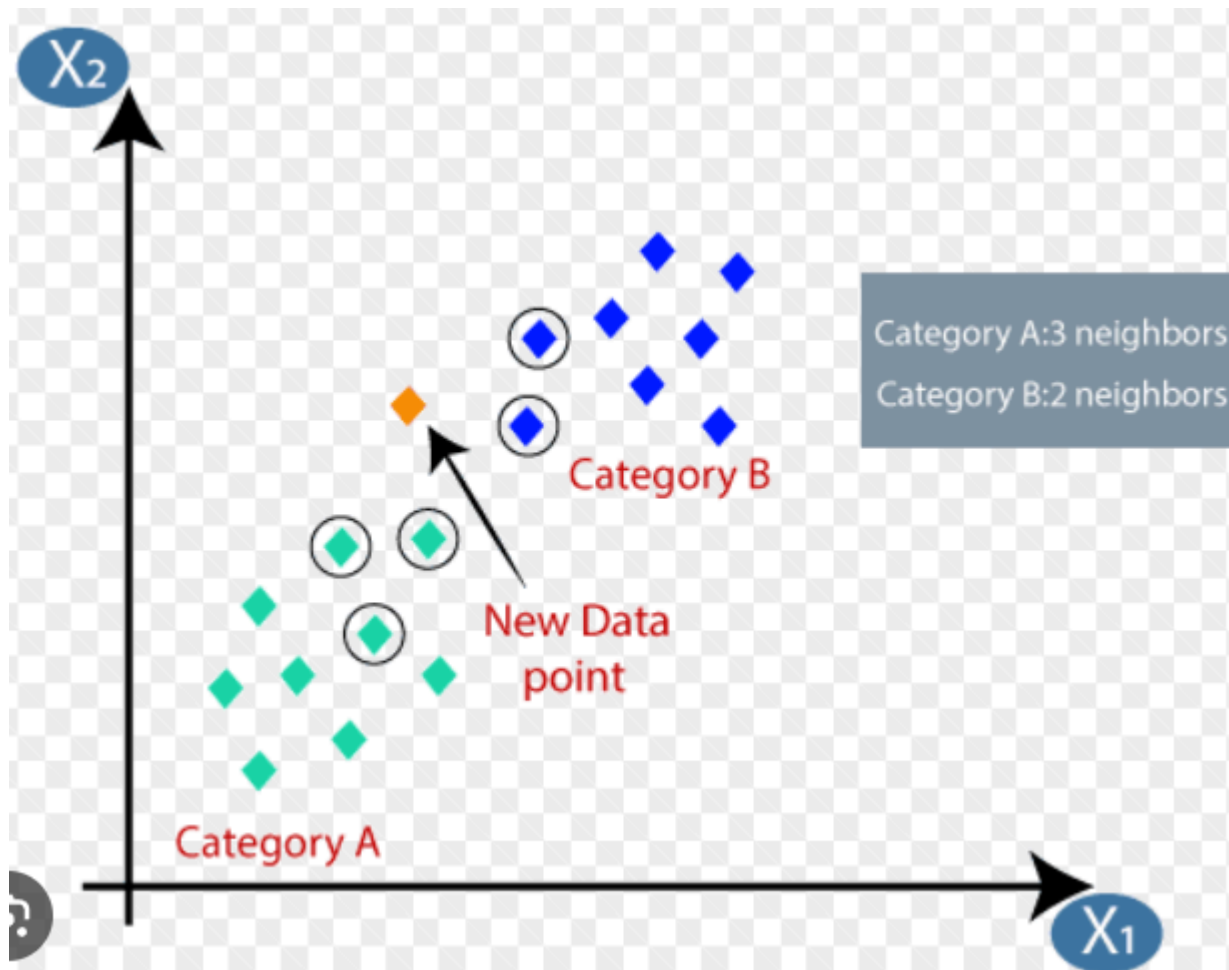 X₂
Category A:3 neighbors
Category B:2 neighbors
Category B
New Data
point
Category A
X₁